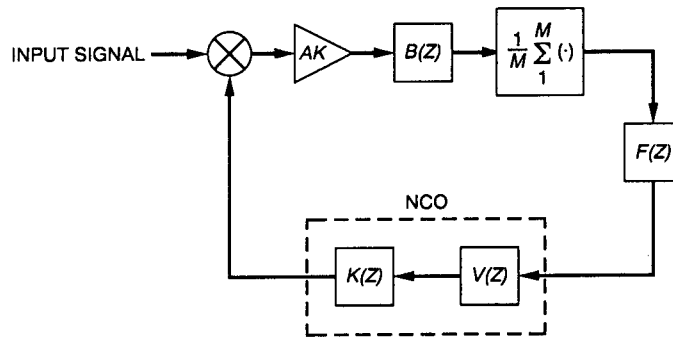 INPUT SIGNAL
AK
B(Z)
1/M
M
∑ (·)
1
F(Z)
NCO
K(Z)
V(Z)